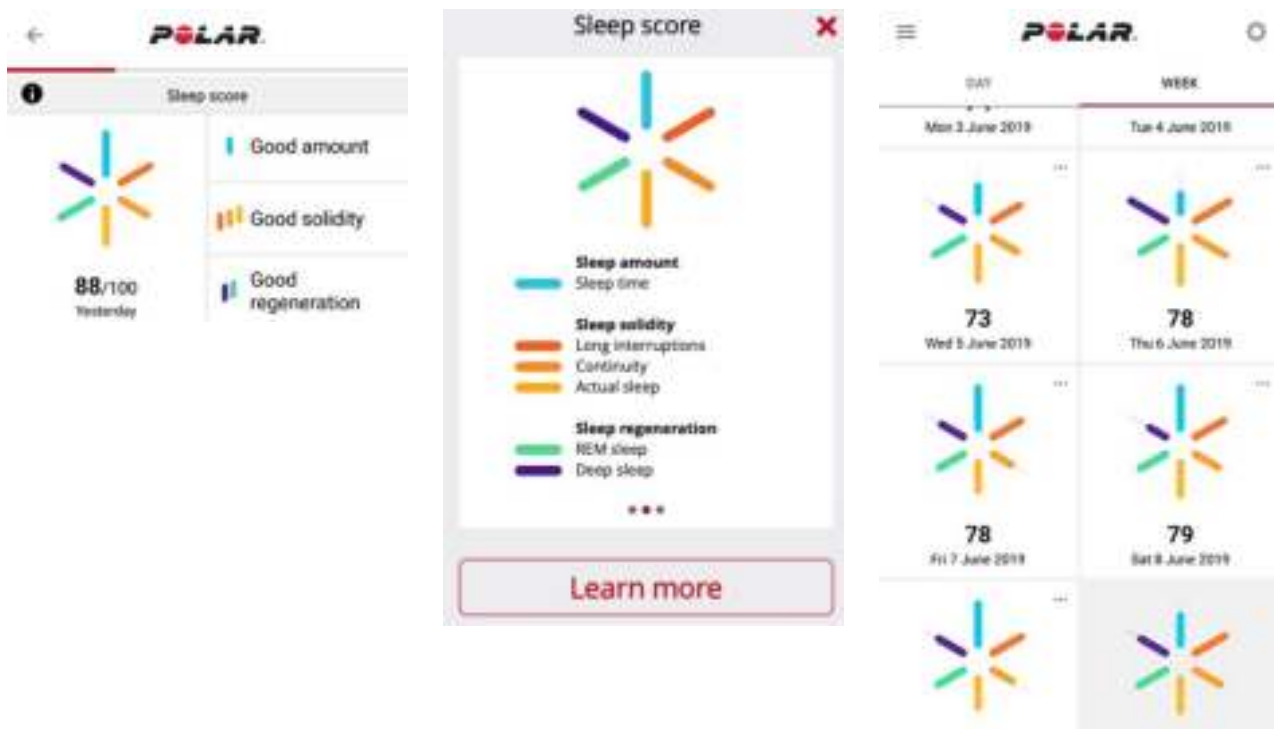 POLAR
Sleep score
Good amount
Good solidity
Good
regeneration
88/100
Yesterday
Sleep score
Sleep amount
Sleep time
Sleep solidity
Long interruptions
Continuity
Actual sleep
Sleep regeneration
REM sleep
Deep sleep
Learn more
POLAR
DAY
WEEK
Mon 3 June 2019
Tue 4 June 2019
73
Wed 5 June 2019
78
Thu 6 June 2019
78
Fri 7 June 2019
79
Sat 8 June 2019